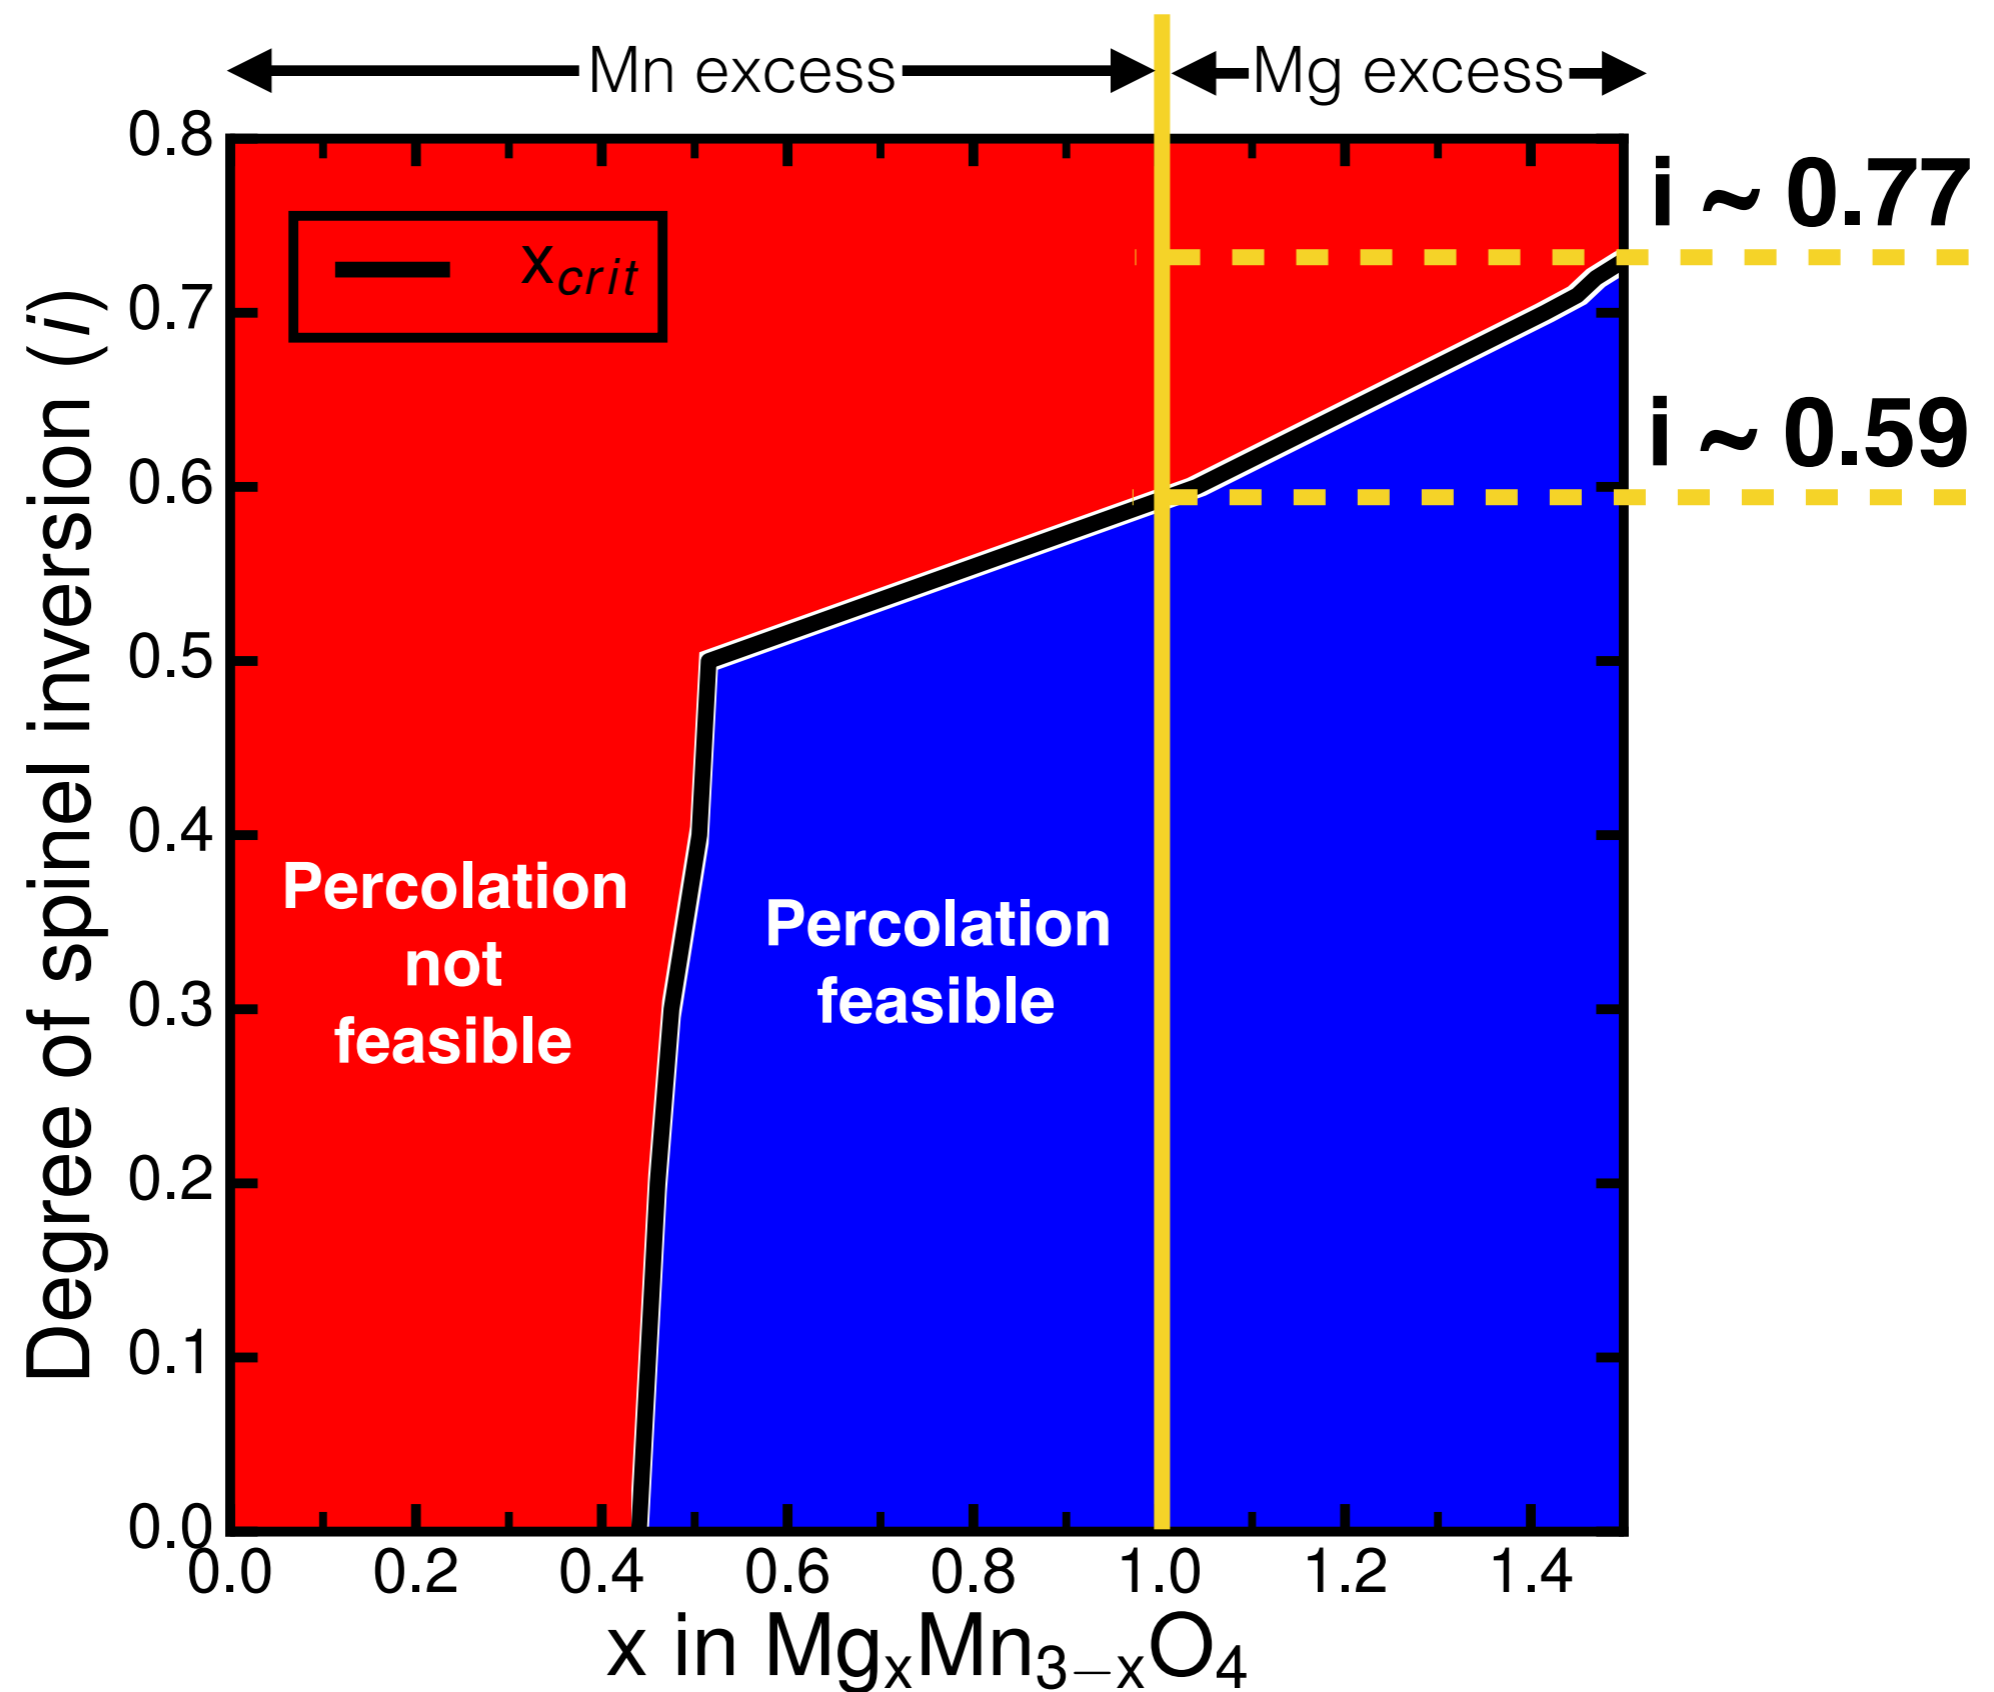 Mn excess Mg excess
0.8
0.7
0.6
0.5
0.4
0.3
0.2
0.1
0.0
Degree of spinel inversion (i)
x_crit
i ~ 0.77
i ~ 0.59
Percolation
not
feasible
Percolation
feasible
0.0 0.2 0.4 0.6 0.8 1.0 1.2 1.4
x in MgₓMn₃₋ₓO₄